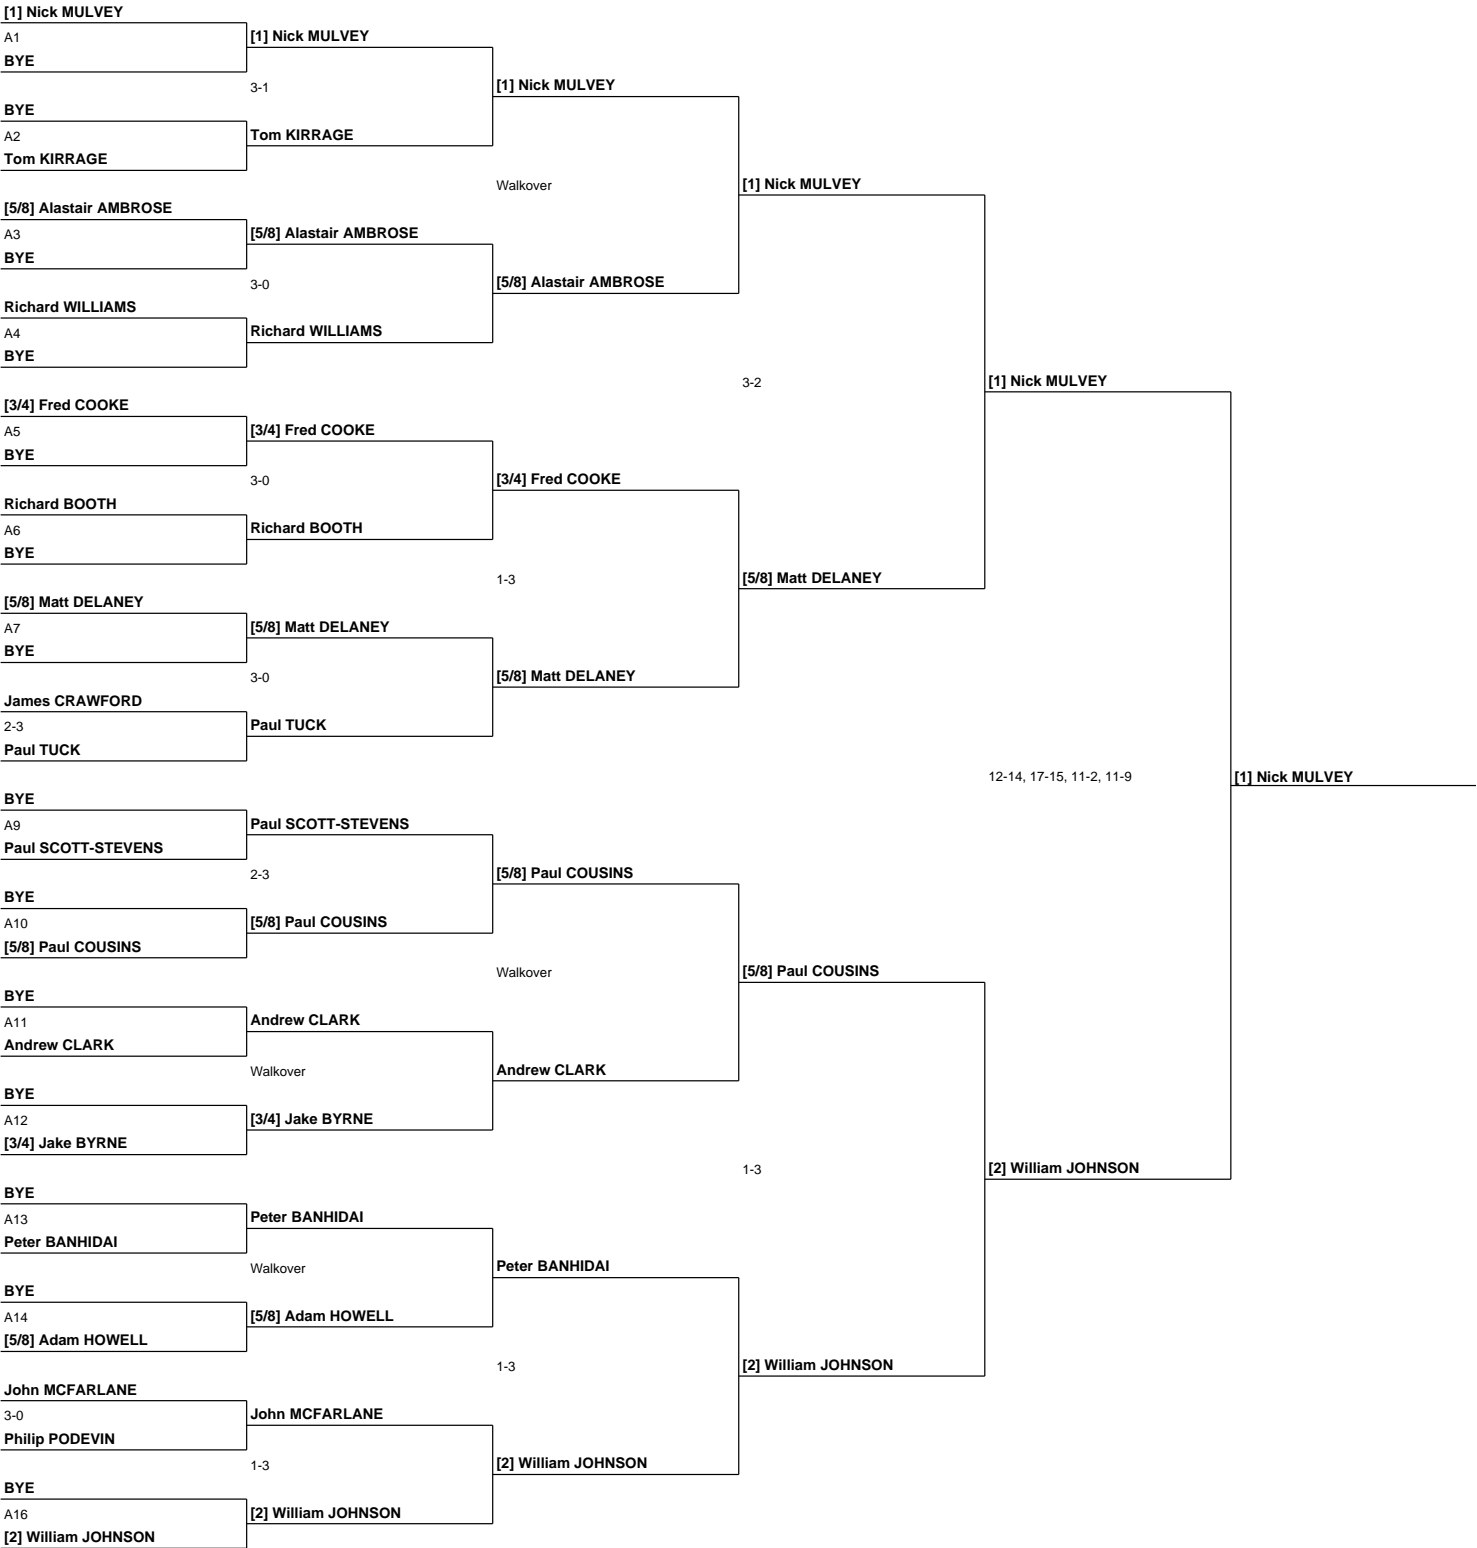 [1] Nick MULVEY
A1
BYE
BYE
A2
Tom KIRRAGE
[5/8] Alastair AMBROSE
A3
BYE
Richard WILLIAMS
A4
BYE
[3/4] Fred COOKE
A5
BYE
Richard BOOTH
A6
BYE
[5/8] Matt DELANEY
A7
BYE
James CRAWFORD
2-3
Paul TUCK
BYE
A9
Paul SCOTT-STEVENS
BYE
A10
[5/8] Paul COUSINS
BYE
A11
Andrew CLARK
BYE
A12
[3/4] Jake BYRNE
BYE
A13
Peter BANHIDAI
BYE
A14
[5/8] Adam HOWELL
John MCFARLANE
3-0
Philip PODEVIN
BYE
A16
[2] William JOHNSON
[1] Nick MULVEY
3-1
Tom KIRRAGE
[5/8] Alastair AMBROSE
3-0
Richard WILLIAMS
[3/4] Fred COOKE
3-0
Richard BOOTH
[5/8] Matt DELANEY
3-0
Paul TUCK
Paul SCOTT-STEVENS
2-3
[5/8] Paul COUSINS
Andrew CLARK
Walkover
[3/4] Jake BYRNE
Peter BANHIDAI
Walkover
[5/8] Adam HOWELL
John MCFARLANE
1-3
[2] William JOHNSON
[1] Nick MULVEY
Walkover
[5/8] Alastair AMBROSE
[3/4] Fred COOKE
1-3
[5/8] Matt DELANEY
[5/8] Paul COUSINS
Walkover
Andrew CLARK
Peter BANHIDAI
1-3
[2] William JOHNSON
[1] Nick MULVEY
3-2
[5/8] Matt DELANEY
[5/8] Paul COUSINS
1-3
[2] William JOHNSON
[1] Nick MULVEY
12-14, 17-15, 11-2, 11-9
[2] William JOHNSON
[1] Nick MULVEY